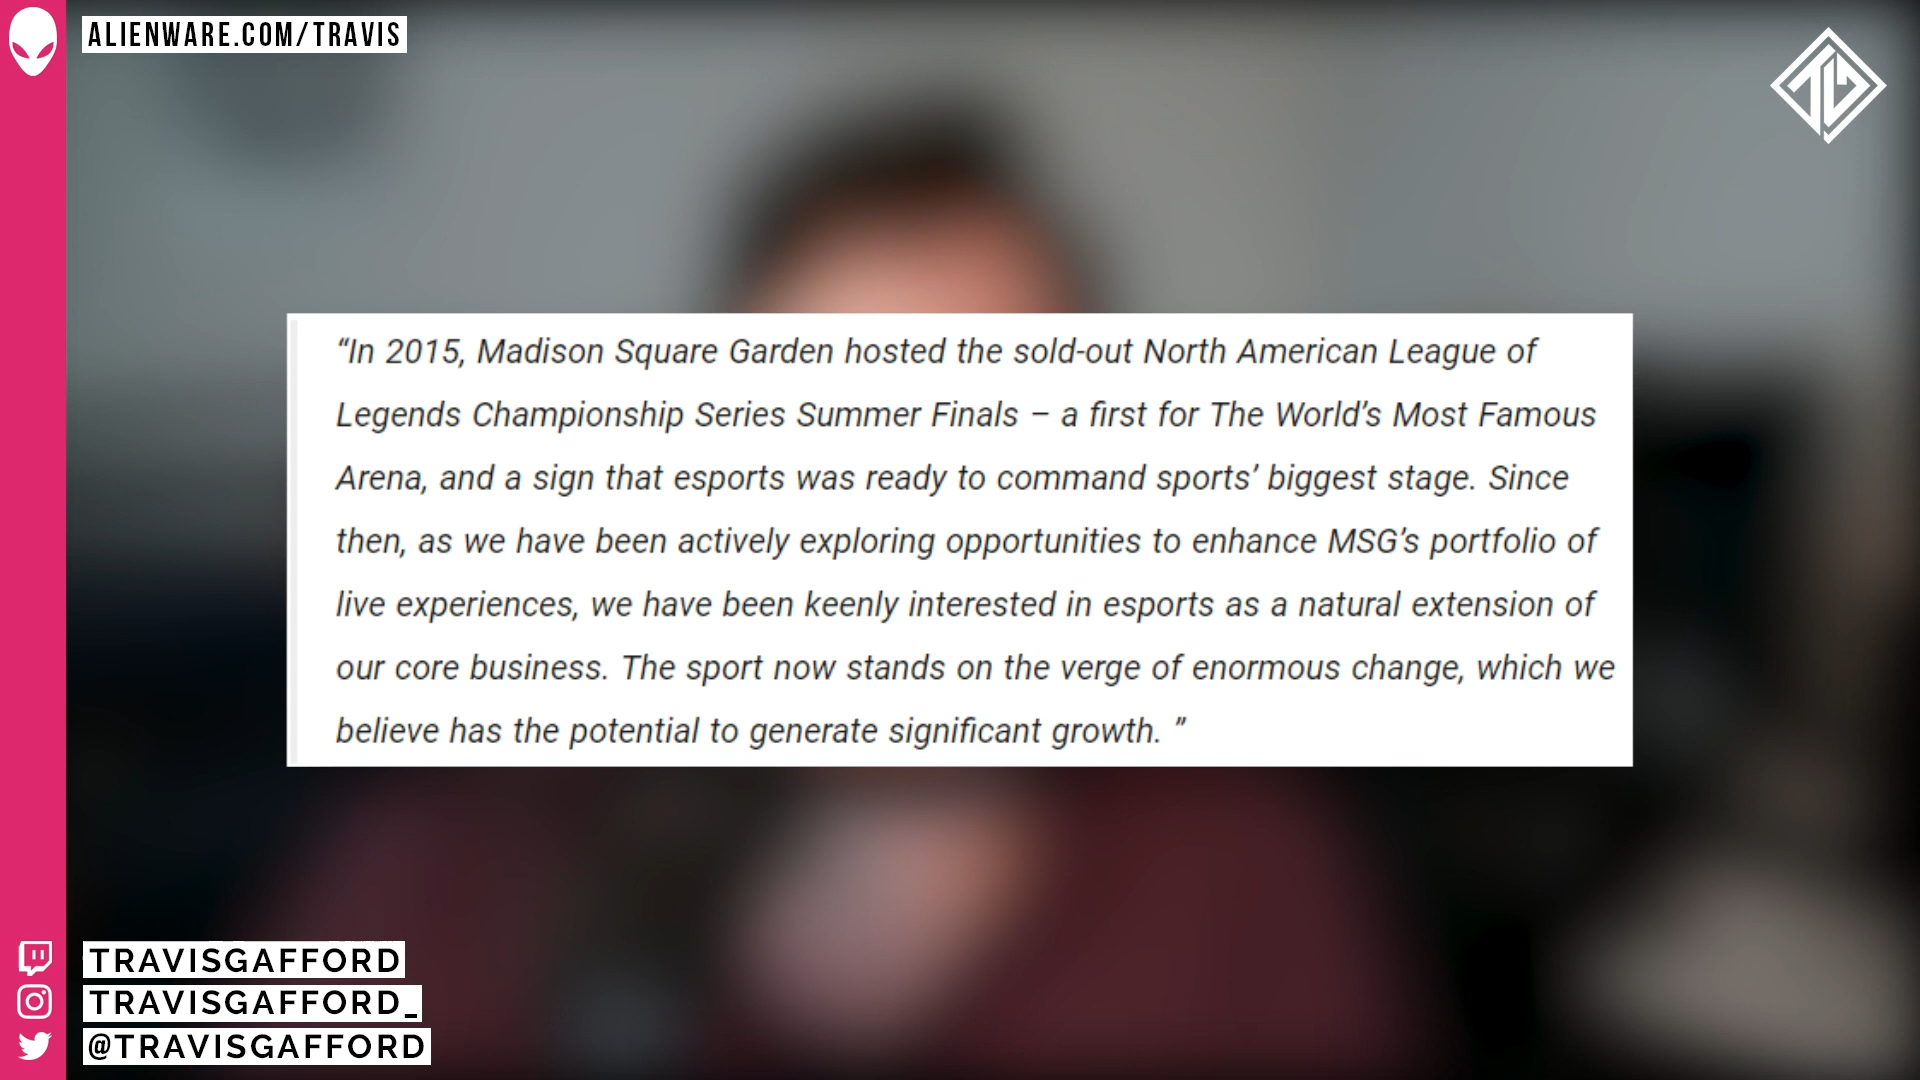 ALIENWARE.COM/TRAVIS
“In 2015, Madison Square Garden hosted the sold-out North American League of
Legends Championship Series Summer Finals – a first for The World’s Most Famous
Arena, and a sign that esports was ready to command sports’ biggest stage. Since
then, as we have been actively exploring opportunities to enhance MSG’s portfolio of
live experiences, we have been keenly interested in esports as a natural extension of
our core business. The sport now stands on the verge of enormous change, which we
believe has the potential to generate significant growth. ”
TRAVISGAFFORD
TRAVISGAFFORD_
@TRAVISGAFFORD